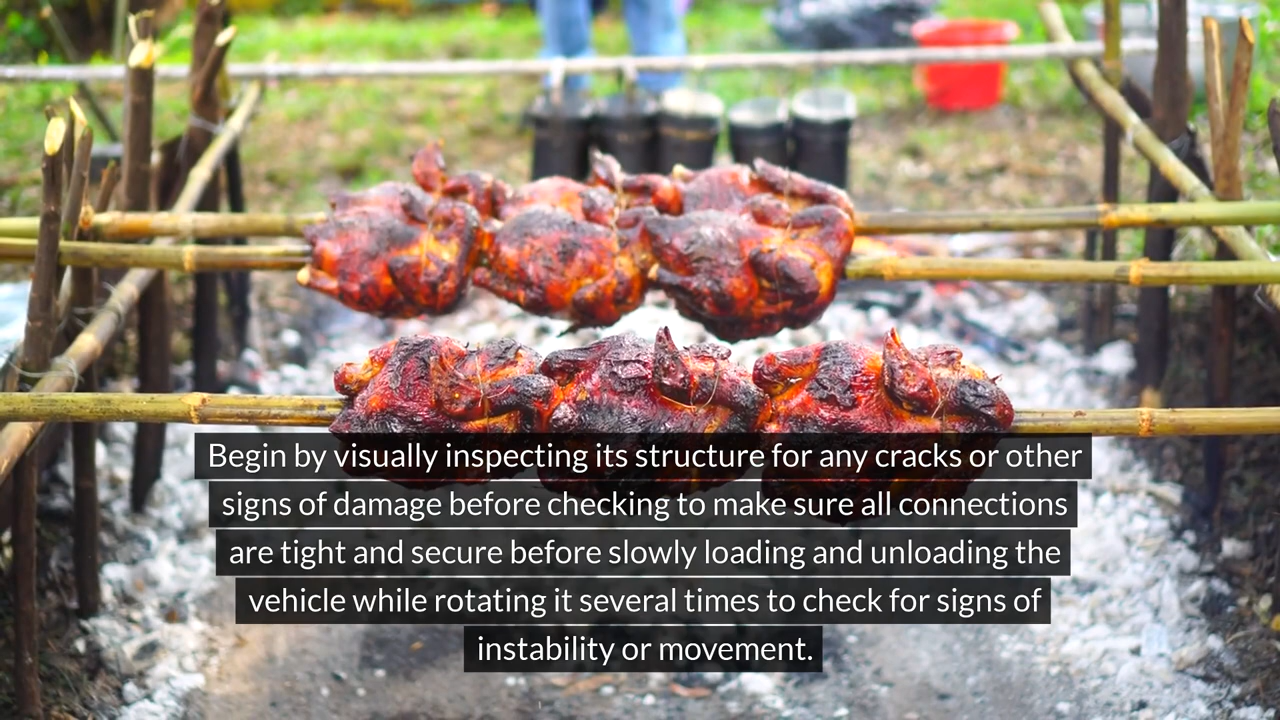 Begin by visually inspecting its structure for any cracks or other
signs of damage before checking to make sure all connections
are tight and secure before slowly loading and unloading the
vehicle while rotating it several times to check for signs of
instability or movement.